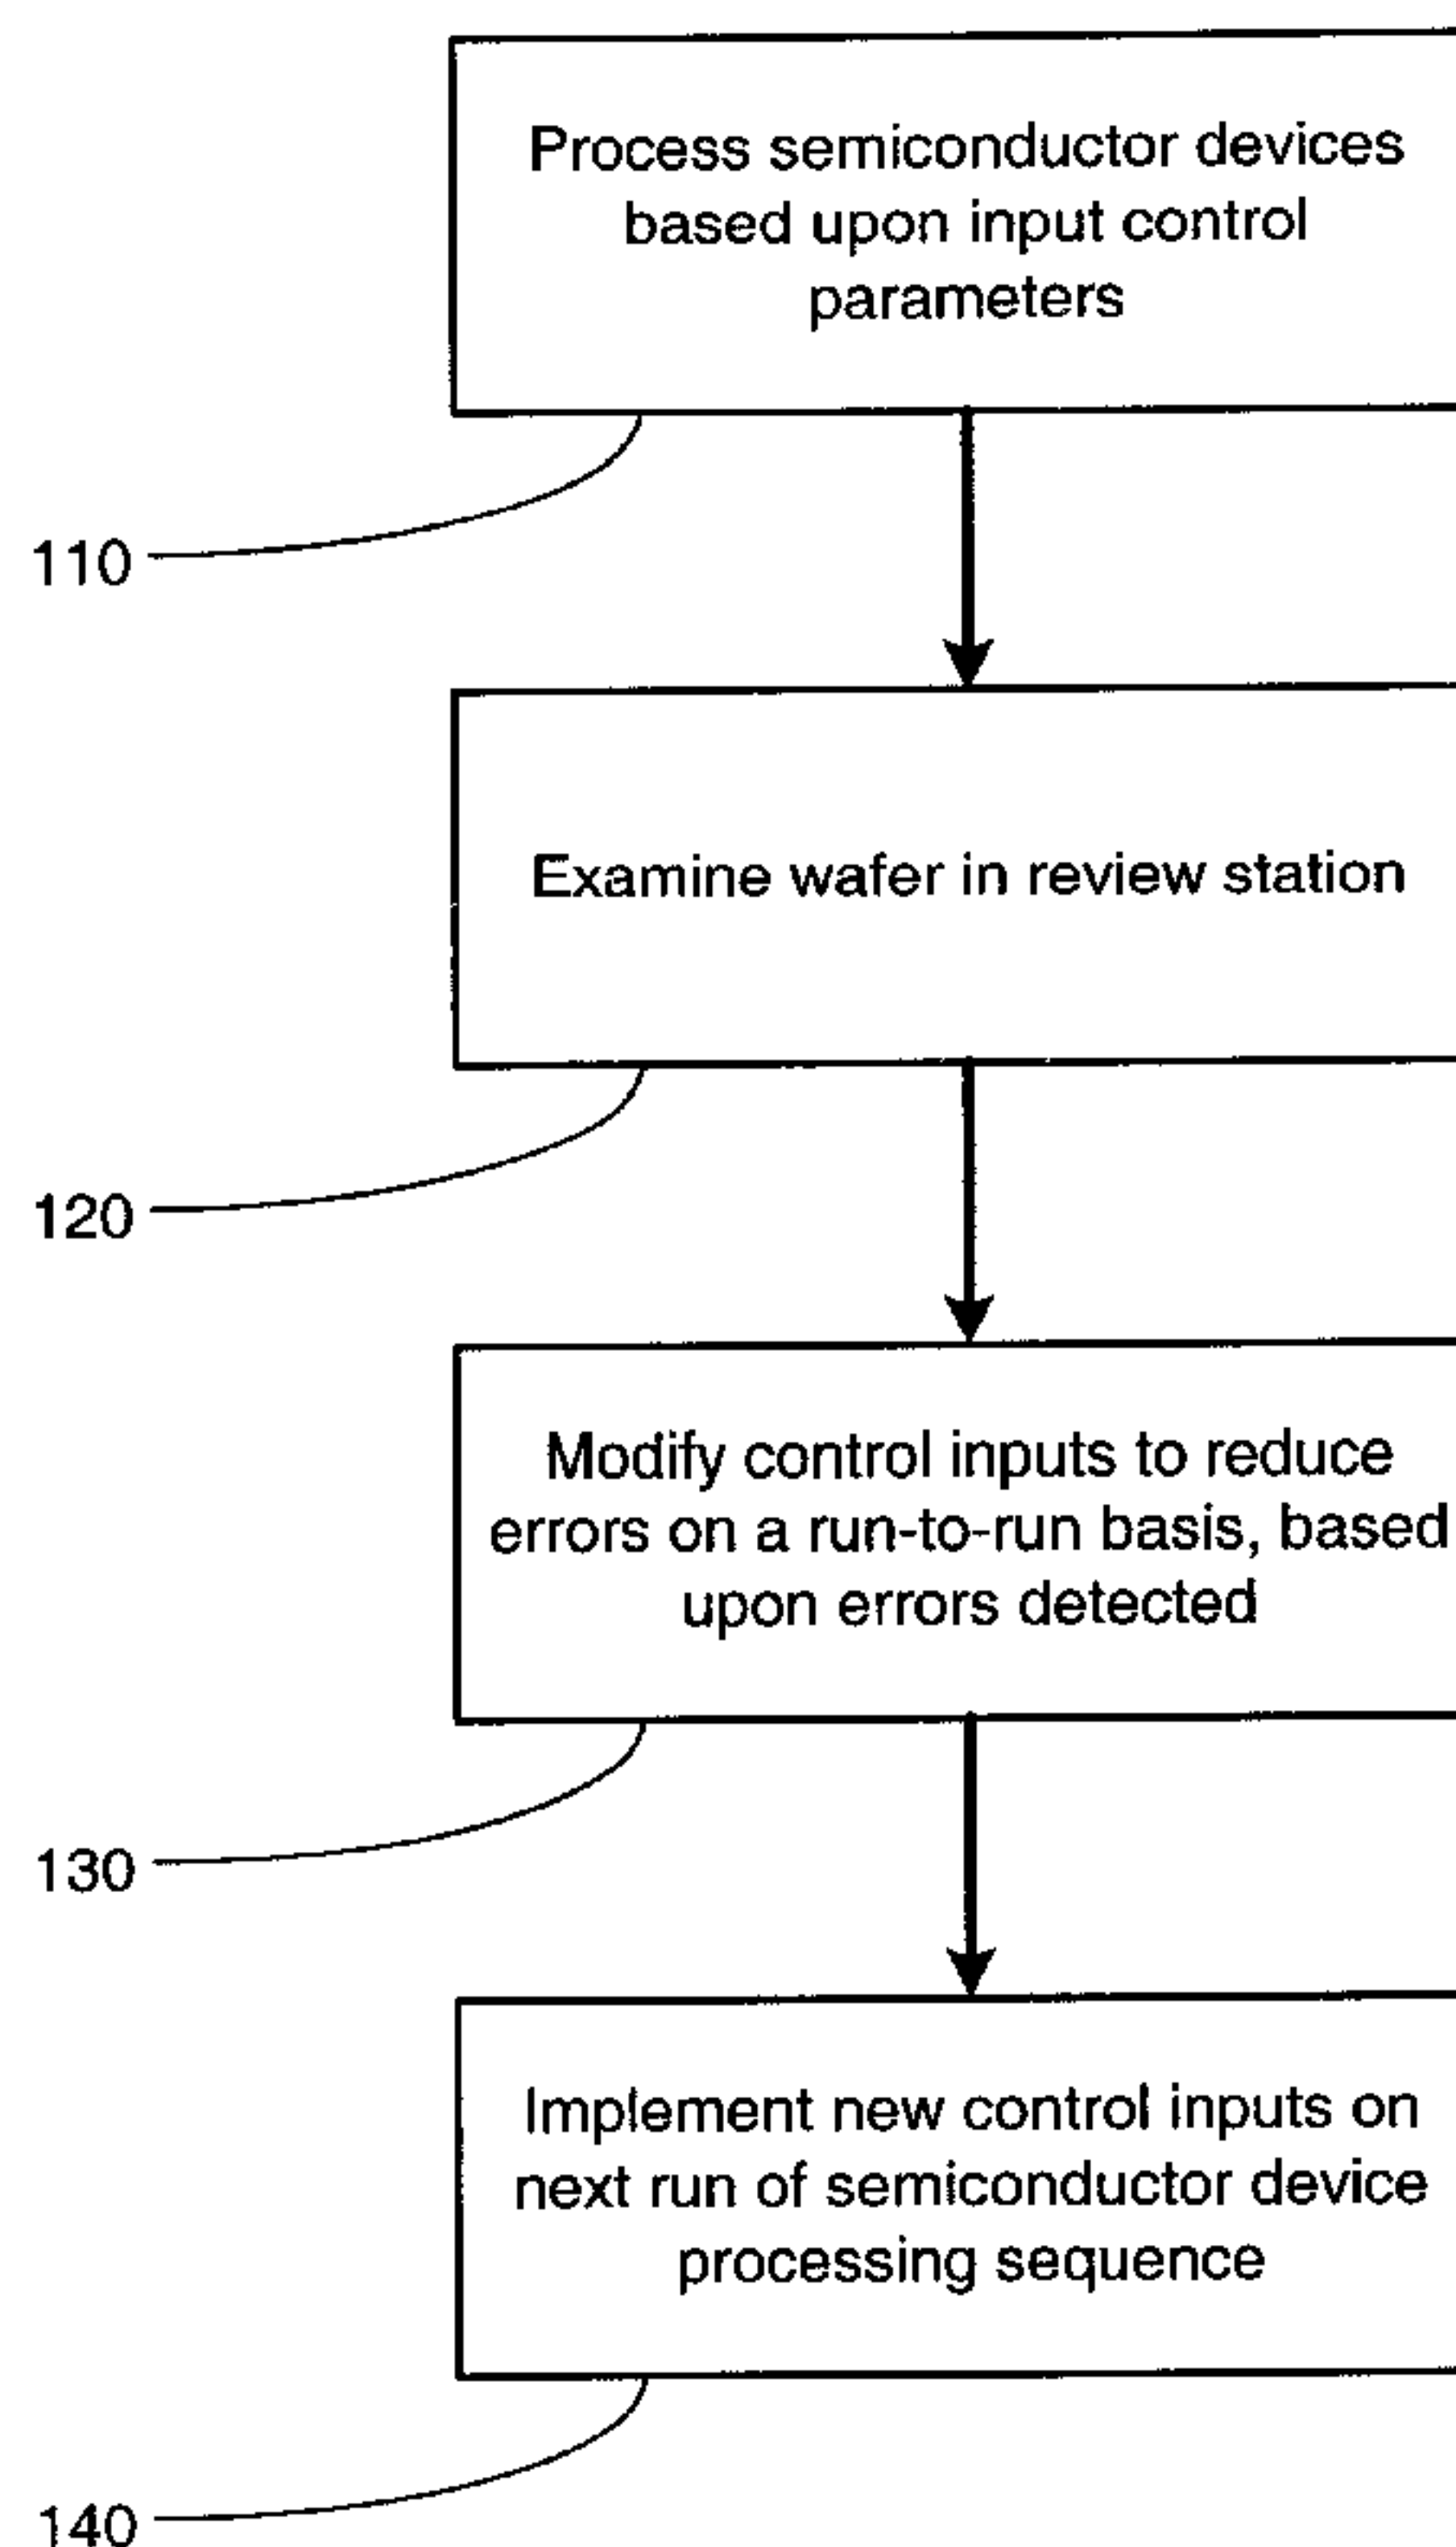 Process semiconductor devices
based upon input control
parameters
110
Examine wafer in review station
120
Modify control inputs to reduce
errors on a run-to-run basis, based
upon errors detected
130
Implement new control inputs on
next run of semiconductor device
processing sequence
140